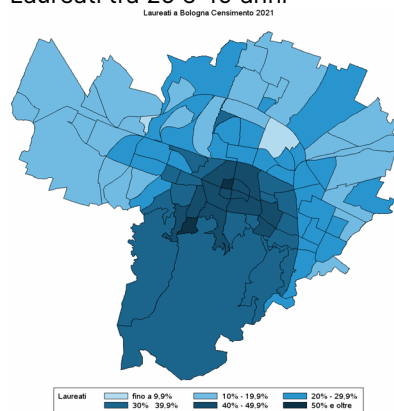 Laureati tra 25 e 49 anni
Laureati a Bologna Censimento 2021
Laureati fino a 9,9% 10% - 19,9% 20% - 29,9%
30% 39,9% 40% - 49,9% 50% e oltre